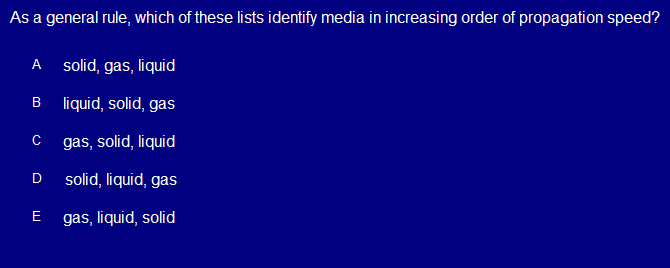 As a general rule, which of these lists identify media in increasing order of propagation speed?
A solid, gas, liquid
B liquid, solid, gas
C gas, solid, liquid
D solid, liquid, gas
E gas, liquid, solid